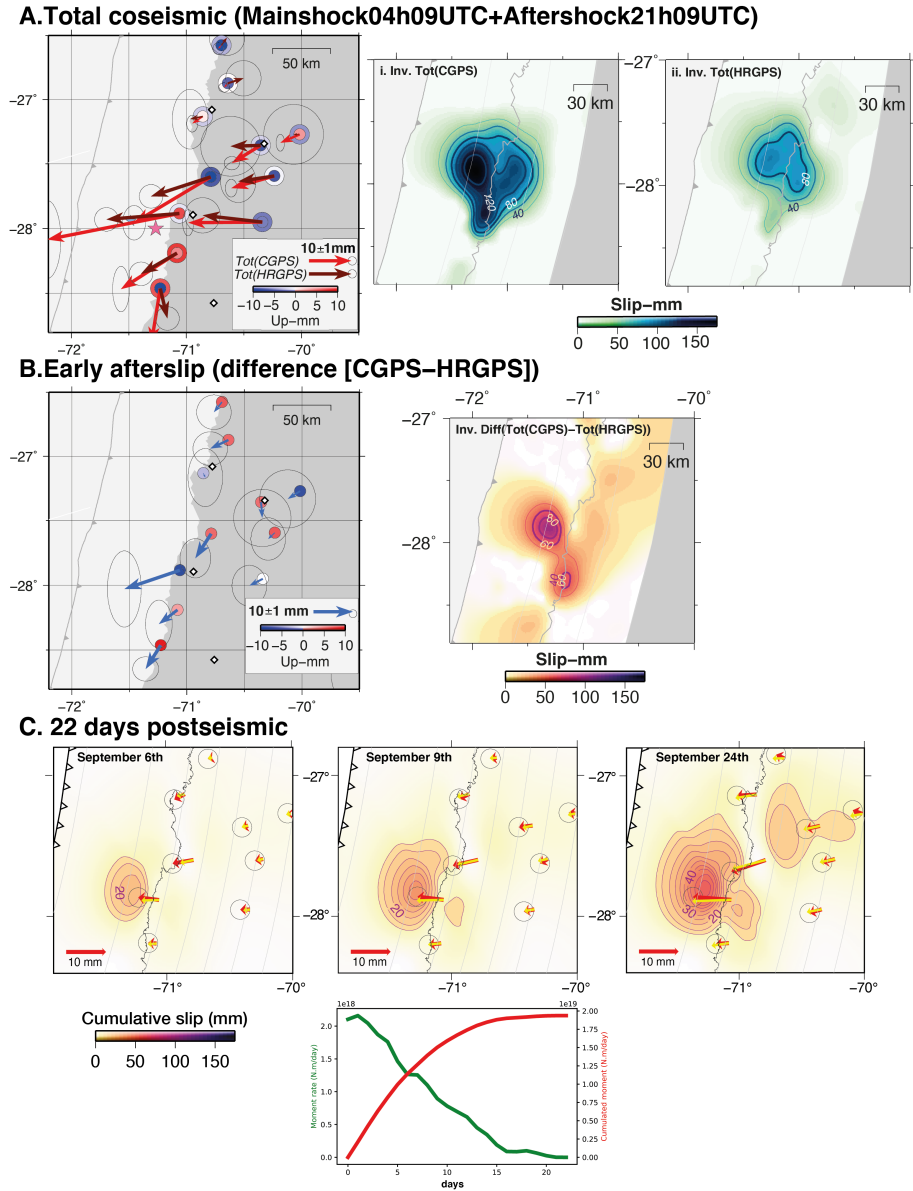 A.Total coseismic (Mainshock04h09UTC+Aftershock21h09UTC)
50 km
−27°
−28°
10±1mm
Tot(CGPS)
Tot(HRGPS)
−10 −5 0 5 10
Up−mm
−72° −71° −70°
i. Inv. Tot(CGPS)
30 km
120
80
40
−27°
ii. Inv. Tot(HRGPS)
30 km
−28°
80
40
Slip−mm
0 50 100 150
B.Early afterslip (difference [CGPS−HRGPS])
50 km
−27°
−28°
10±1 mm
−10 −5 0 5 10
Up−mm
−72° −71° −70°
−72° −71° −70°
−27°
Inv. Diff(Tot(CGPS)−Tot(HRGPS))
30 km
80
60
−28°
40
60
Slip−mm
0 50 100 150
C. 22 days postseismic
September 6th
20
10 mm
−71° −70°
September 9th
20
10 mm
−71° −70°
September 24th
−27°
40
30
20
−28°
10 mm
−71° −70°
Cumulative slip (mm)
0 50 100 150
1e18
1e19
Moment rate (N.m/day)
2.0
1.5
1.0
0.5
0.0
2.00
1.75
1.50
1.25
1.00
0.75
0.50
0.25
0.00
Cumulated moment (N.m/day)
0 5 10 15 20
days